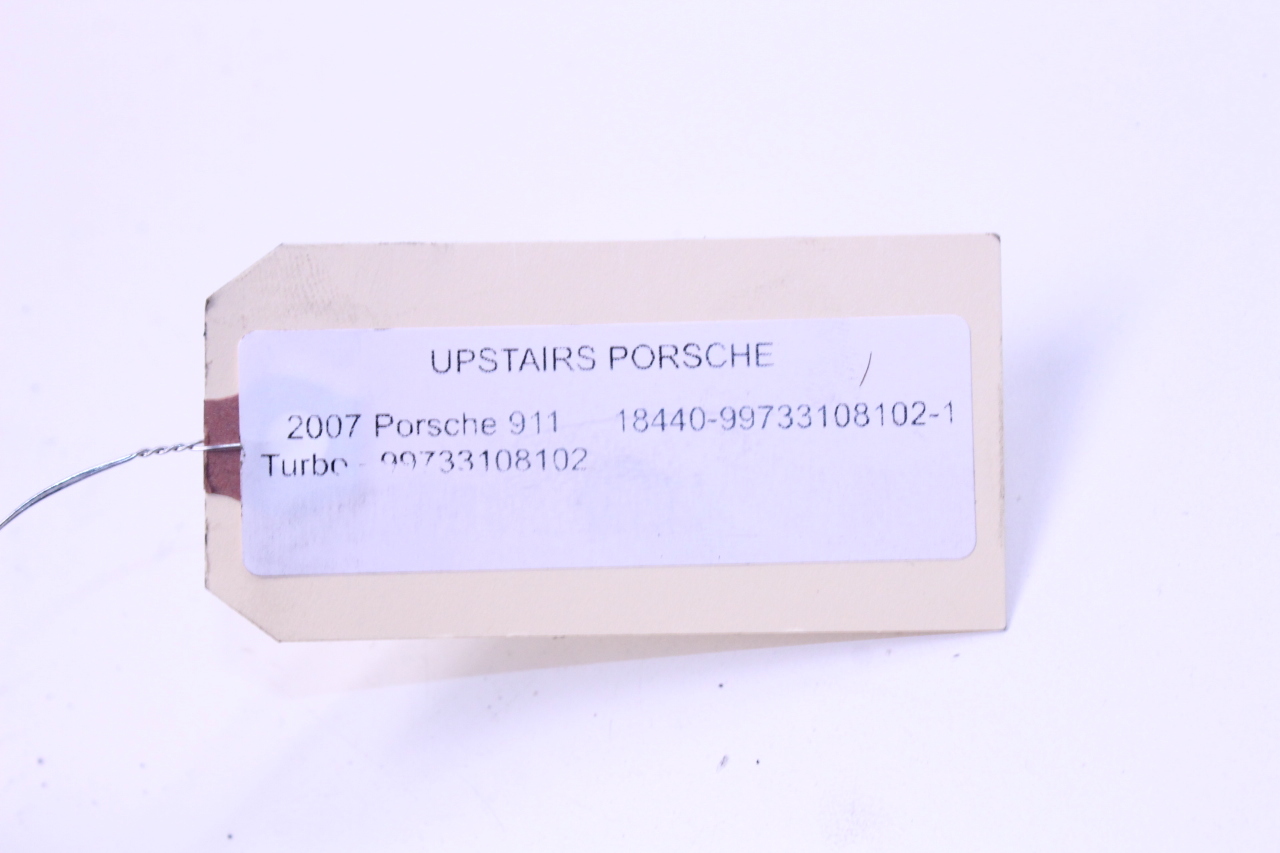 UPSTAIRS PORSCHE
2007 Porsche 911 18440-99733108102-1
Turbo - 99733108102